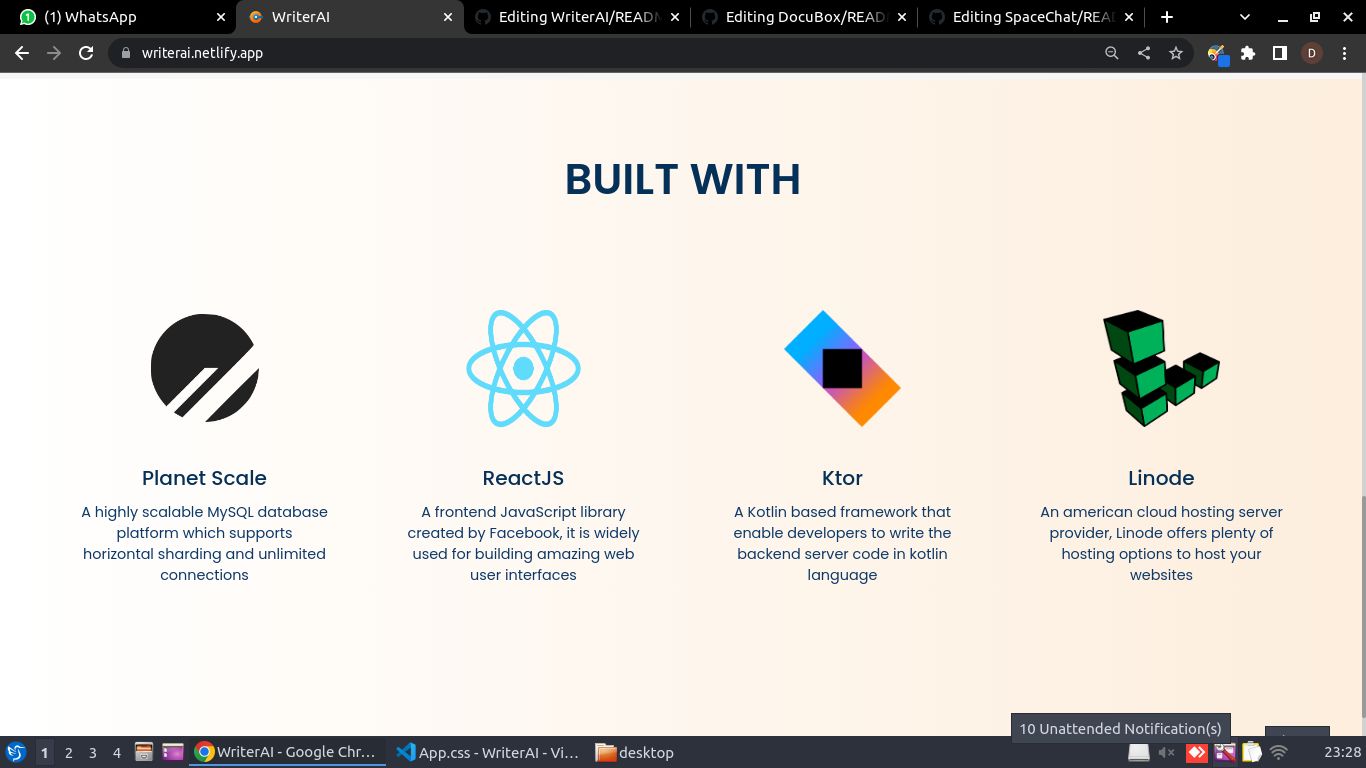 (1) WhatsApp
WriterAI
Editing WriterAI/READM
Editing DocuBox/READ
Editing SpaceChat/REA
writerai.netlify.app
D
BUILT WITH
Planet Scale
A highly scalable MySQL database
platform which supports
horizontal sharding and unlimited
connections
ReactJS
A frontend JavaScript library
created by Facebook, it is widely
used for building amazing web
user interfaces
Ktor
A Kotlin based framework that
enable developers to write the
backend server code in kotlin
language
Linode
An american cloud hosting server
provider, Linode offers plenty of
hosting options to host your
websites
10 Unattended Notification(s)
1 2 3 4
WriterAI - Google Chr...
App.css - WriterAI - Vi...
desktop
23:28